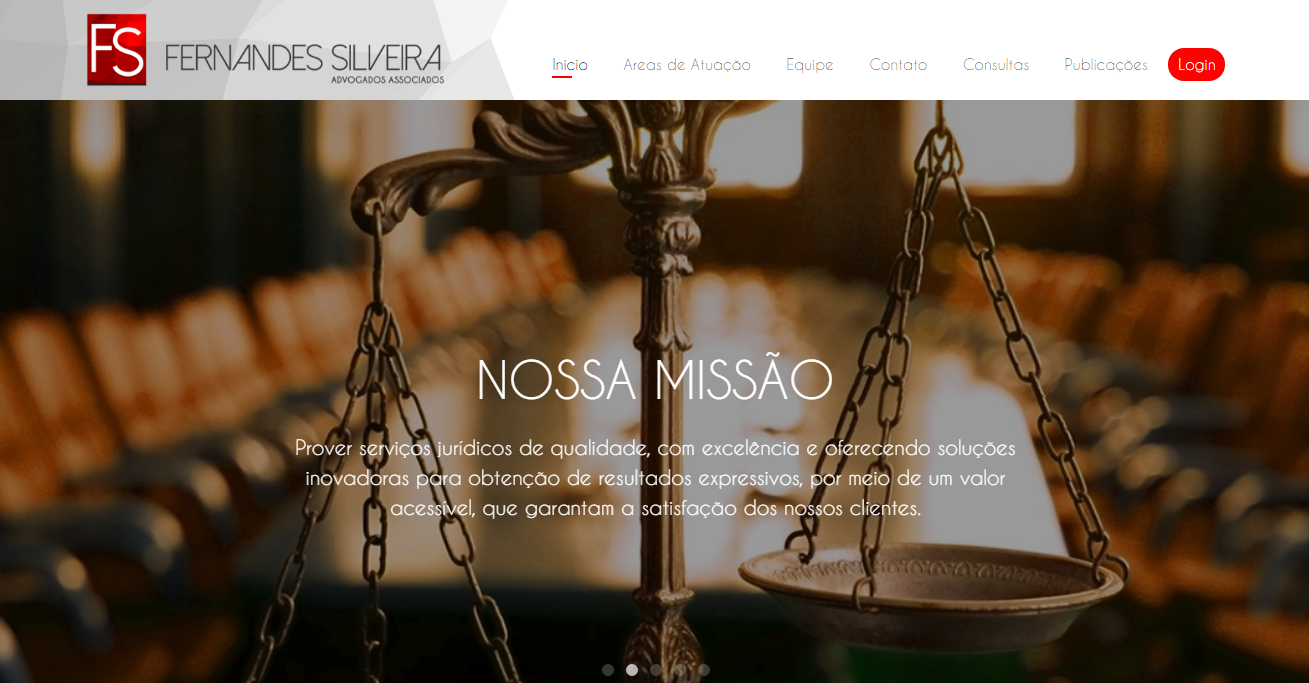 FS
FERNANDES SILVEIRA
ADVOGADOS ASSOCIADOS
Inicio Areas de Atuação Equipe Contato Consultas Publicações Login
NOSSA MISSÃO
Prover serviços jurídicos de qualidade, com excelência e oferecendo soluções
inovadoras para obtenção de resultados expressivos, por meio de um valor
acessível, que garantam a satisfação dos nossos clientes.